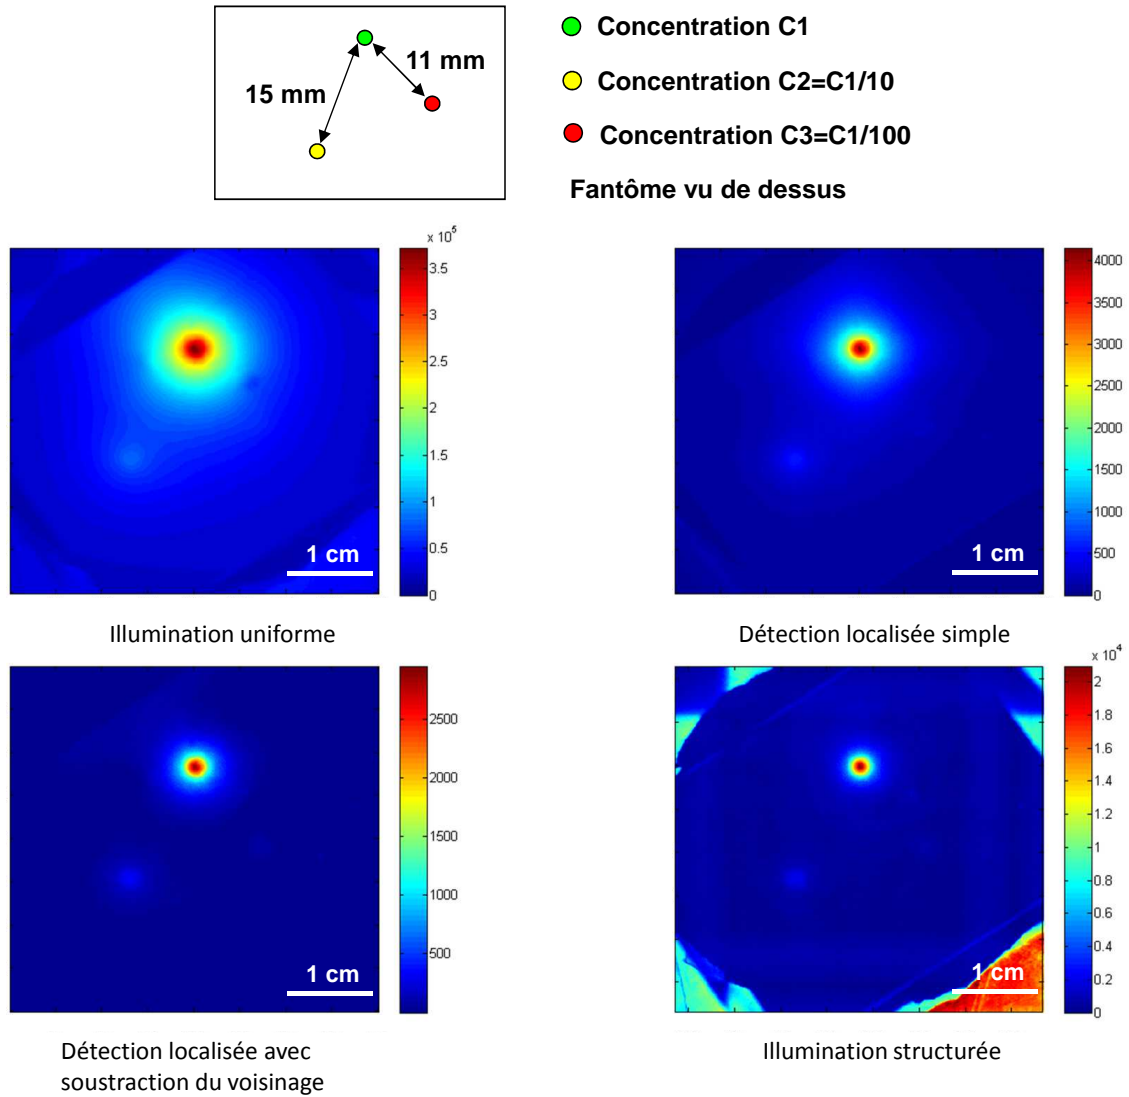 Concentration C1
11 mm
15 mm
Concentration C2=C1/10
Concentration C3=C1/100
Fantôme vu de dessus
x 10⁵
3.5
3
2.5
2
1.5
1
0.5
0
1 cm
Illumination uniforme
4000
3500
3000
2500
2000
1500
1000
500
0
1 cm
Détection localisée simple
2500
2000
1500
1000
500
1 cm
Détection localisée avec
soustraction du voisinage
x 10⁴
2
1.8
1.6
1.4
1.2
1
0.8
0.6
0.4
0.2
0
1 cm
Illumination structurée